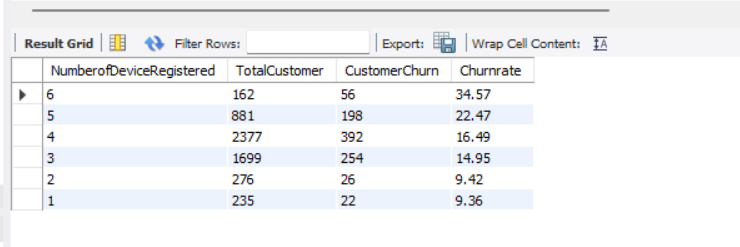 Result Grid Filter Rows: Export: Wrap Cell Content:
NumberofDeviceRegistered TotalCustomer CustomerChurn Churnrate
6 162 56 34.57
5 881 198 22.47
4 2377 392 16.49
3 1699 254 14.95
2 276 26 9.42
1 235 22 9.36